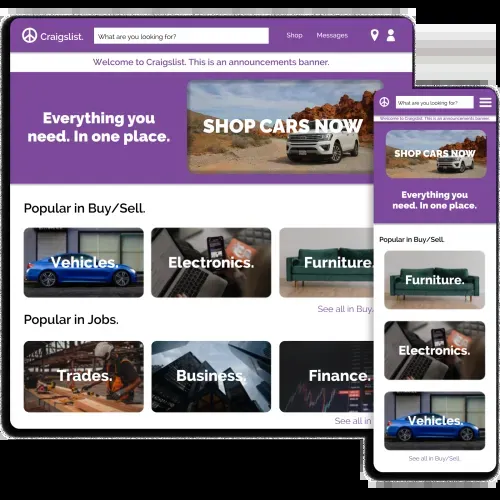 Craigslist.
What are you looking for?
Shop
Messages
Welcome to Craigslist. This is an announcements banner.
Everything you
need. In one place.
SHOP CARS NOW
Popular in Buy/Sell.
Vehicles.
Electronics.
Furniture.
See all in Buy/
Popular in Jobs.
Trades.
Business.
Finance.
See all in
What are you looking for?
Welcome to Craigslist. This is an announcements banner.
SHOP CARS NOW
Everything you
need. In one place.
Popular in Buy/Sell.
Furniture.
Electronics.
Vehicles.
See all in Buy/Sell.